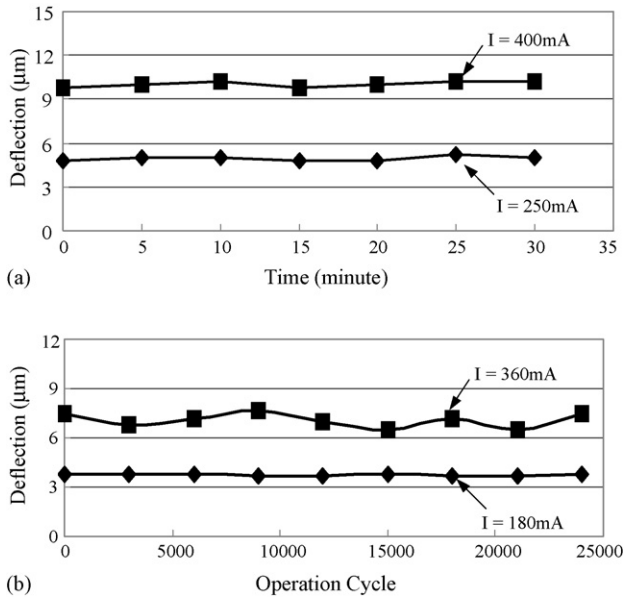 15
12
9
6
3
0
Deflection (μm)
I = 400mA
I = 250mA
0 5 10 15 20 25 30 35
(a) Time (minute)
12
9
6
3
0
Deflection (μm)
I = 360mA
I = 180mA
0 5000 10000 15000 20000 25000
(b) Operation Cycle